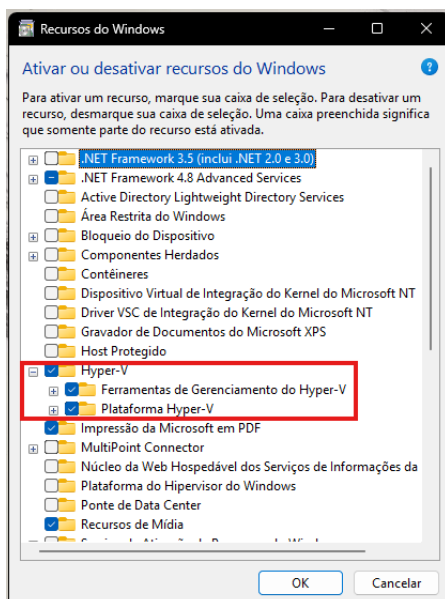 Recursos do Windows
Ativar ou desativar recursos do Windows
Para ativar um recurso, marque sua caixa de seleção. Para desativar um
recurso, desmarque sua caixa de seleção. Uma caixa preenchida significa
que somente parte do recurso está ativada.
.NET Framework 3.5 (inclui .NET 2.0 e 3.0)
.NET Framework 4.8 Advanced Services
Active Directory Lightweight Directory Services
Área Restrita do Windows
Bloqueio do Dispositivo
Componentes Herdados
Contêineres
Dispositivo Virtual de Integração do Kernel do Microsoft NT
Driver VSC de Integração do Kernel do Microsoft NT
Gravador de Documentos do Microsoft XPS
Host Protegido
Hyper-V
Ferramentas de Gerenciamento do Hyper-V
Plataforma Hyper-V
Impressão da Microsoft em PDF
MultiPoint Connector
Núcleo da Web Hospedável dos Serviços de Informações da
Plataforma do Hipervisor do Windows
Ponte de Data Center
Recursos de Mídia
OK
Cancelar